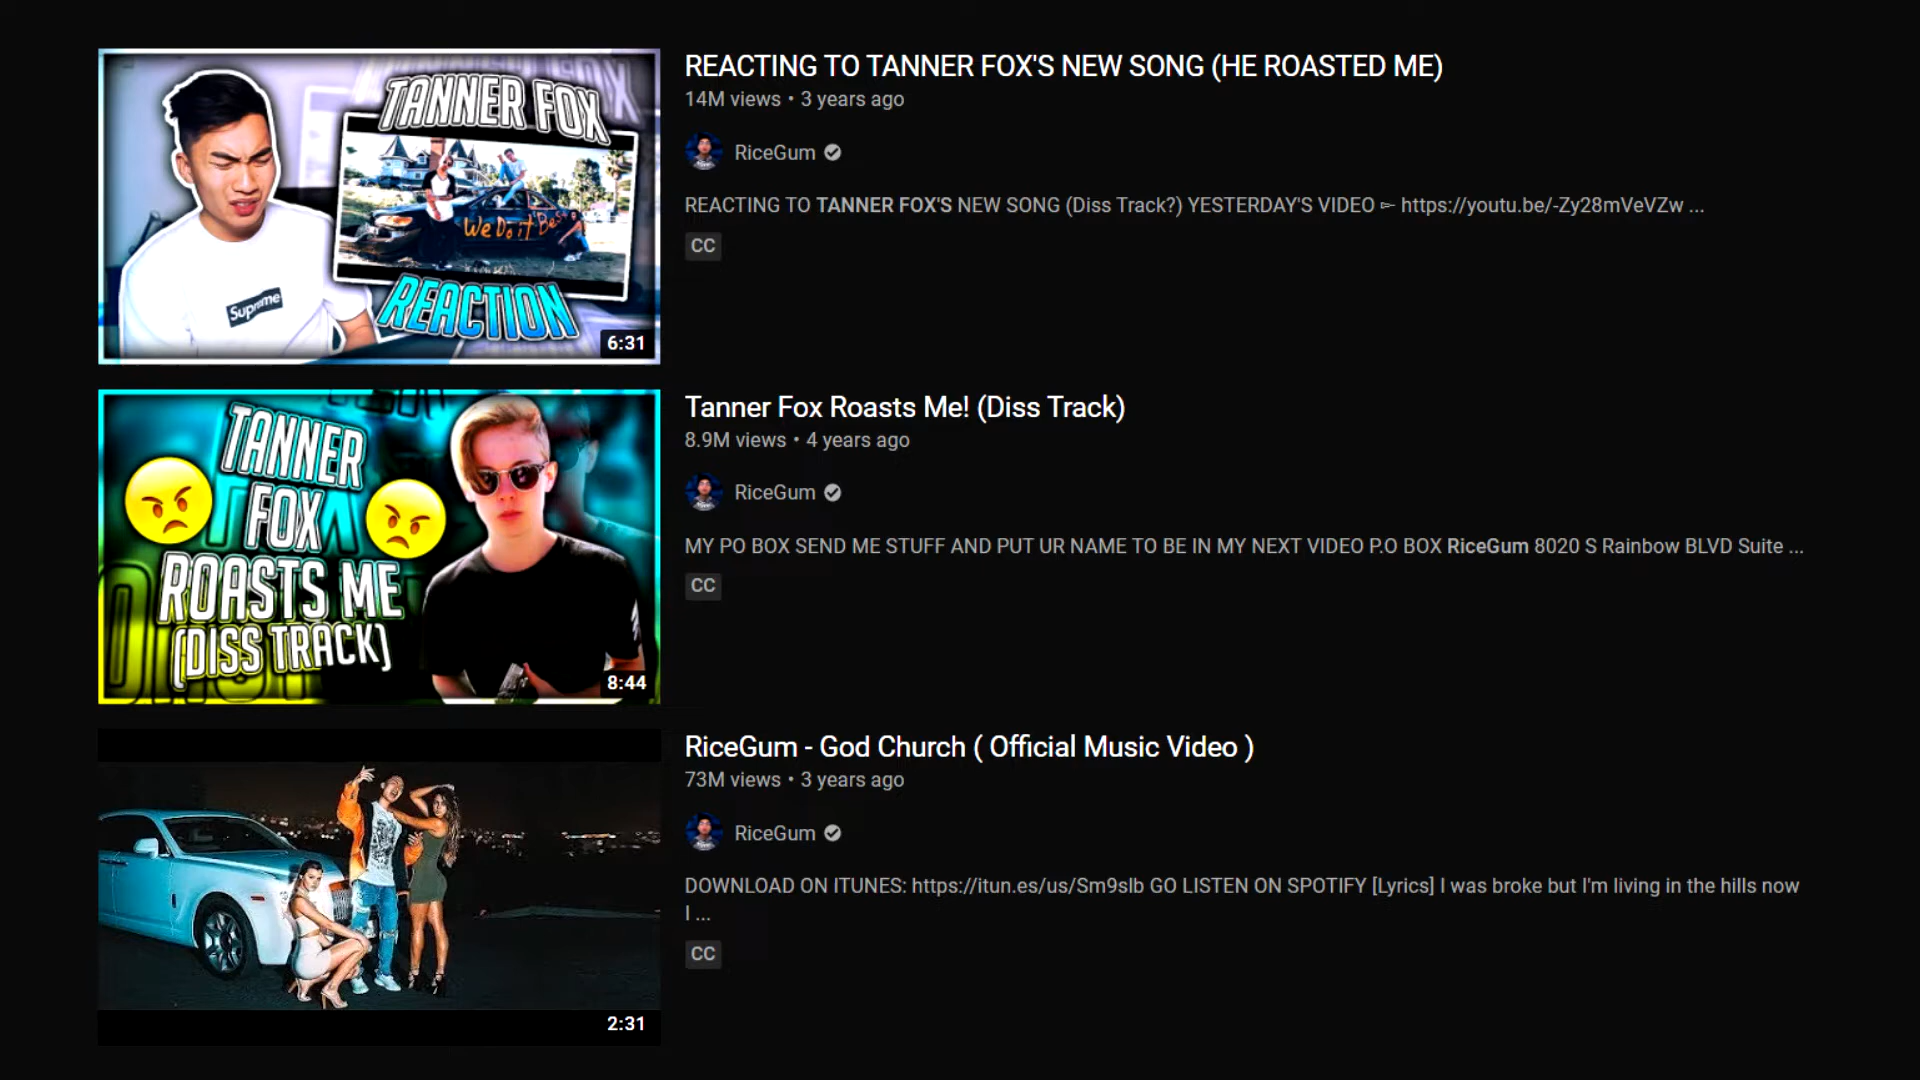 TANNER FOX
We Do it Best
REACTION
Supreme
6:31
REACTING TO TANNER FOX'S NEW SONG (HE ROASTED ME)
14M views • 3 years ago
RiceGum
REACTING TO TANNER FOX'S NEW SONG (Diss Track?) YESTERDAY'S VIDEO ► https://youtu.be/-Zy28mVeVZw ...
CC
TANNER
FOX
ROASTS ME
(DISS TRACK)
8:44
Tanner Fox Roasts Me! (Diss Track)
8.9M views • 4 years ago
RiceGum
MY PO BOX SEND ME STUFF AND PUT UR NAME TO BE IN MY NEXT VIDEO P.O BOX RiceGum 8020 S Rainbow BLVD Suite ...
CC
2:31
RiceGum - God Church ( Official Music Video )
73M views • 3 years ago
RiceGum
DOWNLOAD ON ITUNES: https://itun.es/us/Sm9slb GO LISTEN ON SPOTIFY [Lyrics] I was broke but I'm living in the hills now
I ...
CC